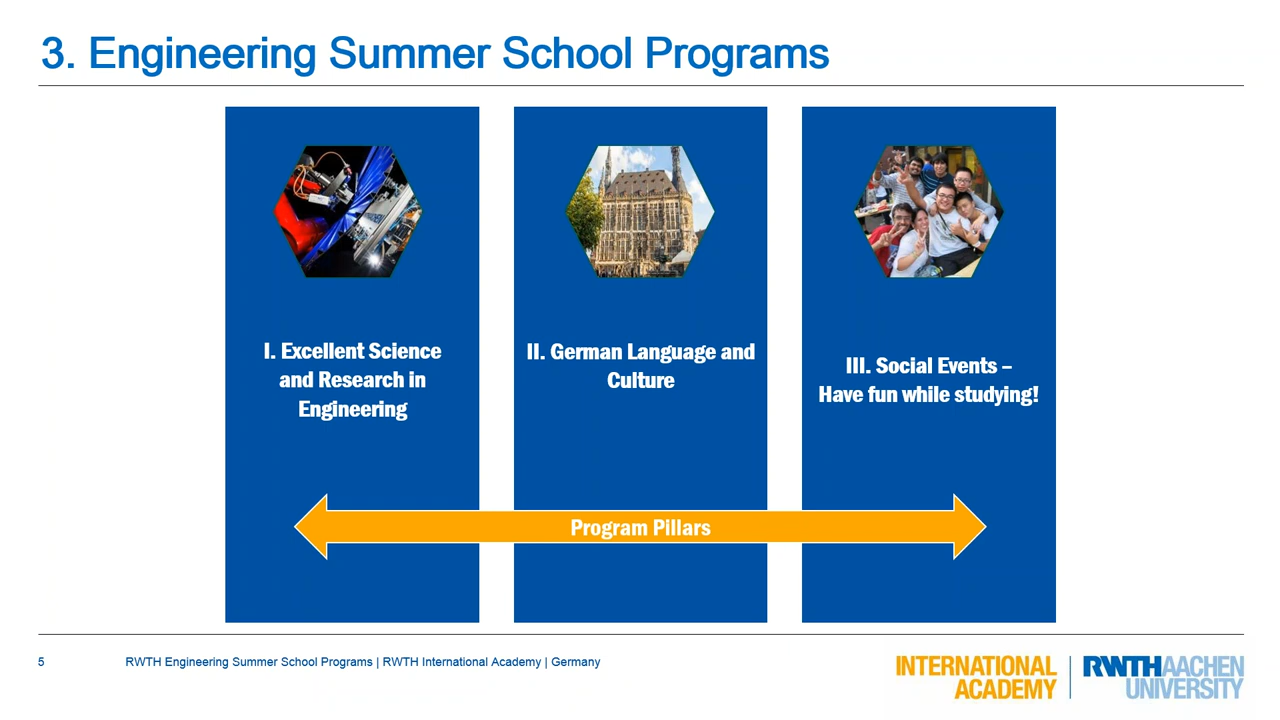 3. Engineering Summer School Programs
I. Excellent Science
and Research in
Engineering
II. German Language and
Culture
III. Social Events –
Have fun while studying!
Program Pillars
5
RWTH Engineering Summer School Programs | RWTH International Academy | Germany
INTERNATIONAL
ACADEMY
RWTHAACHEN
UNIVERSITY